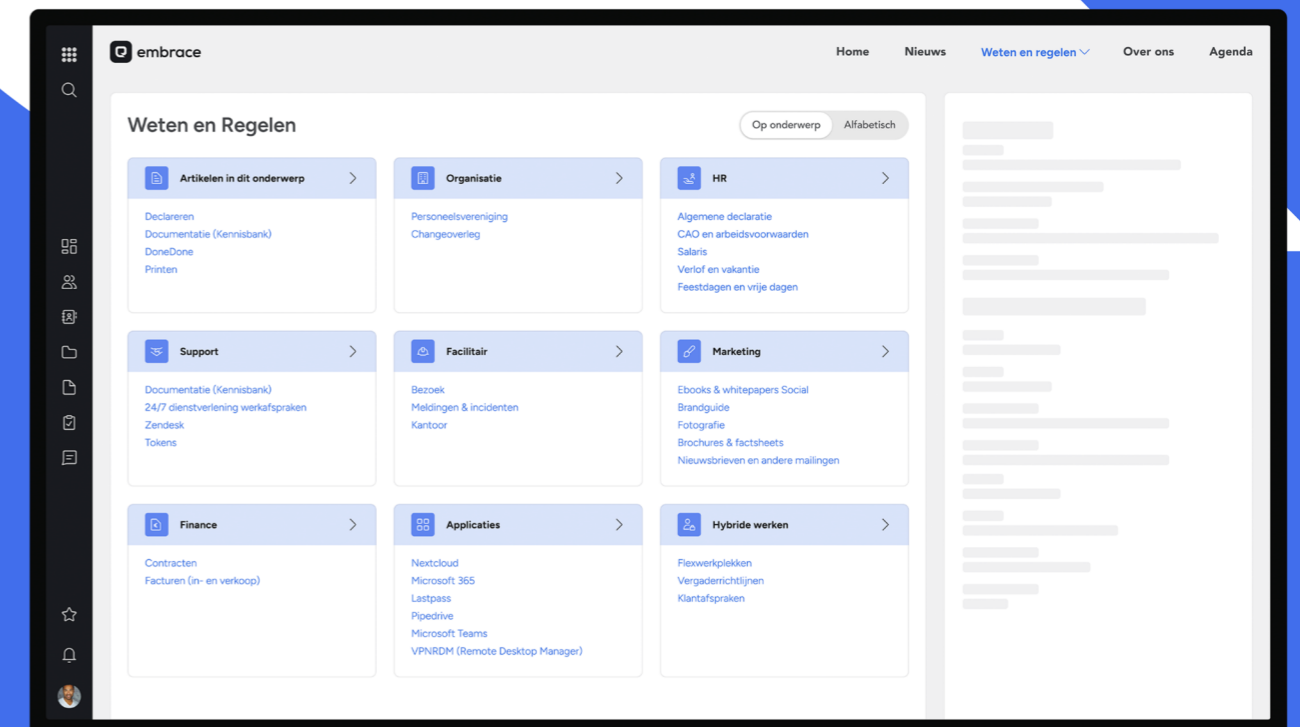 embrace
Home
Nieuws
Weten en regelen
Over ons
Agenda
Weten en Regelen
Op onderwerp
Alfabetisch
Artikelen in dit onderwerp
Declareren
Documentatie (Kennisbank)
DoneDone
Printen
Organisatie
Personeelsvereniging
Changeoverleg
HR
Algemene declaratie
CAO en arbeidsvoorwaarden
Salaris
Verlof en vakantie
Feestdagen en vrije dagen
Support
Documentatie (Kennisbank)
24/7 dienstverlening werkafspraken
Zendesk
Tokens
Facilitair
Bezoek
Meldingen & incidenten
Kantoor
Marketing
Ebooks & whitepapers Social
Brandguide
Fotografie
Brochures & factsheets
Nieuwsbrieven en andere mailingen
Finance
Contracten
Facturen (in- en verkoop)
Applicaties
Nextcloud
Microsoft 365
Lastpass
Pipedrive
Microsoft Teams
VPNRDM (Remote Desktop Manager)
Hybride werken
Flexwerkplekken
Vergaderrichtlijnen
Klantafspraken